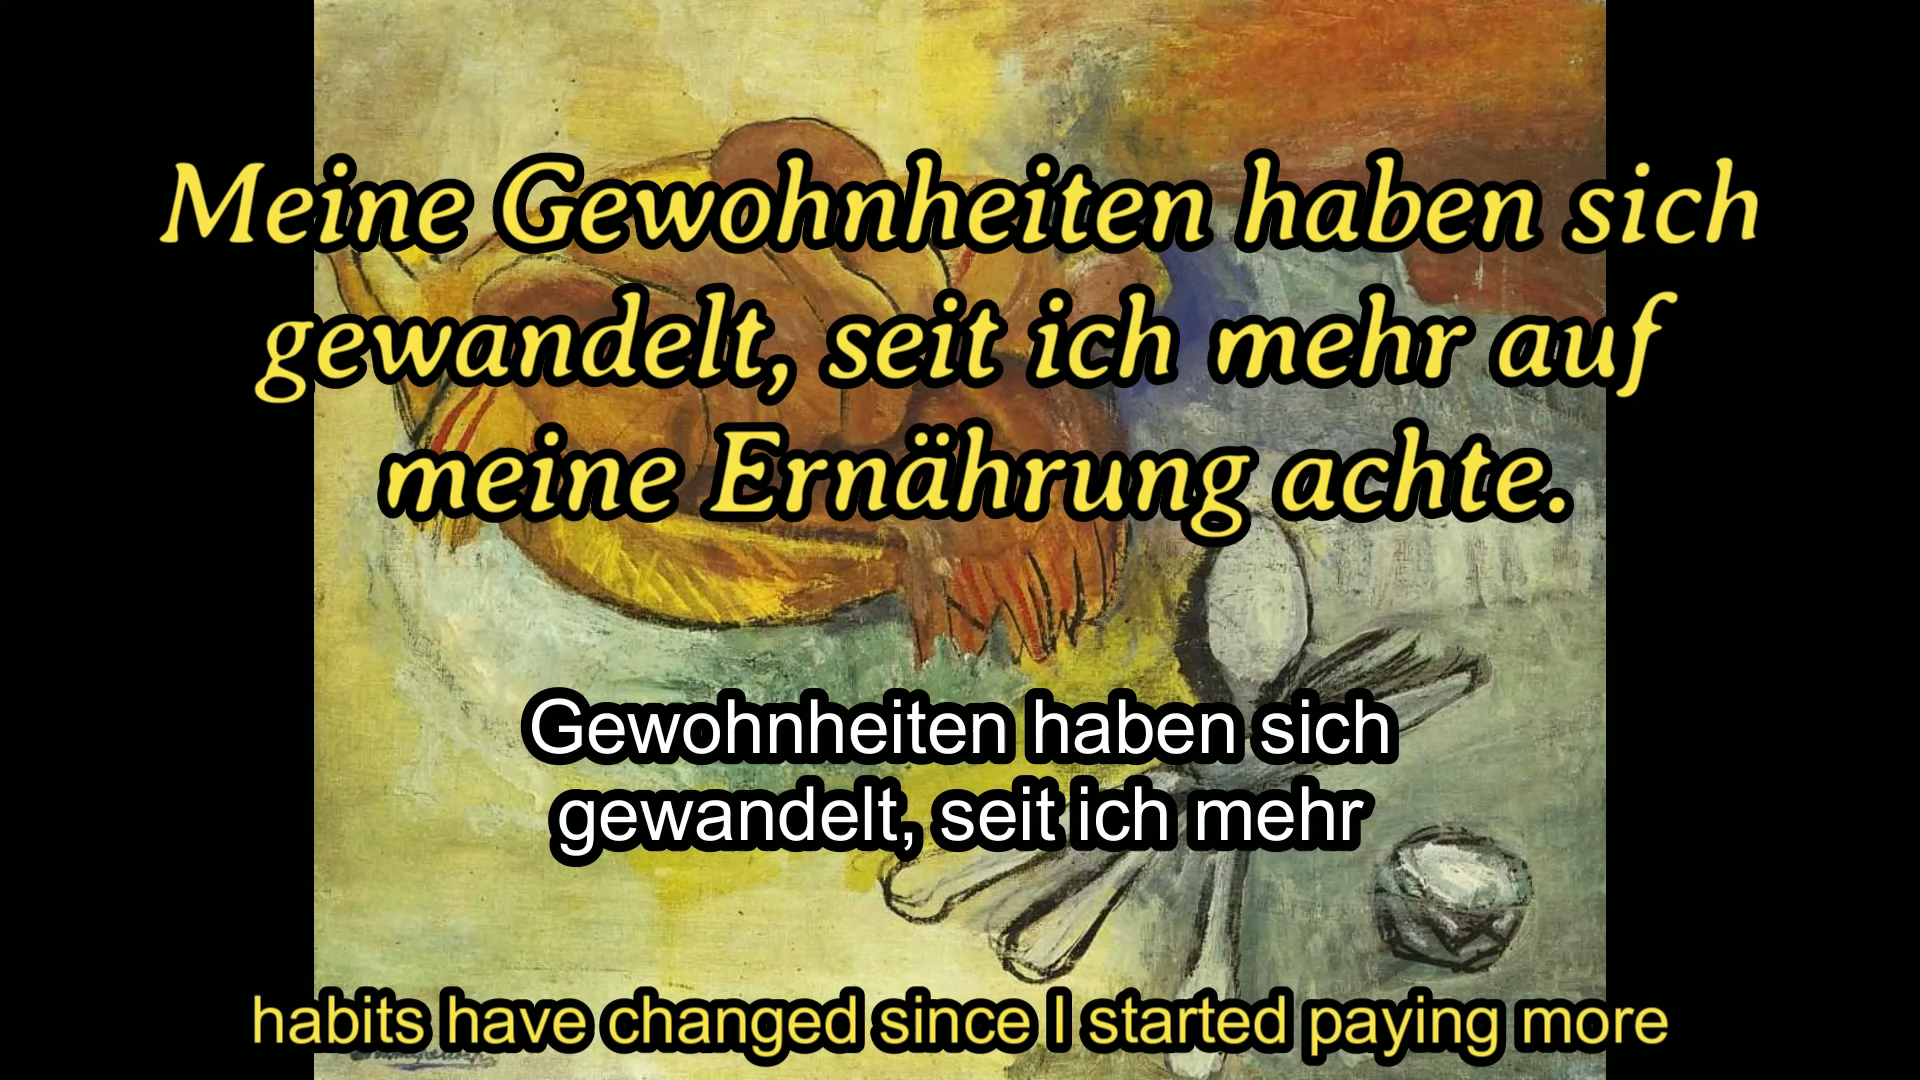 Meine Gewohnheiten haben sich
gewandelt, seit ich mehr auf
meine Ernährung achte.
Gewohnheiten haben sich
gewandelt, seit ich mehr
habits have changed since I started paying more